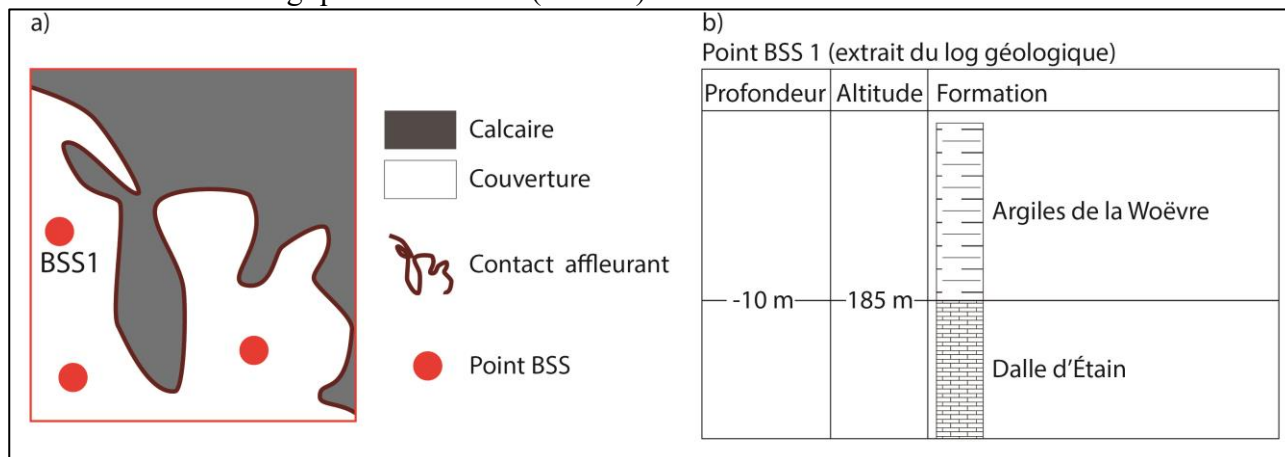 a)
BSS1
Calcaire
Couverture
Contact affleurant
Point BSS
b)
Point BSS 1 (extrait du log géologique)
Profondeur Altitude Formation
Argiles de la Woëvre
-10 m 185 m
Dalle d'Étain